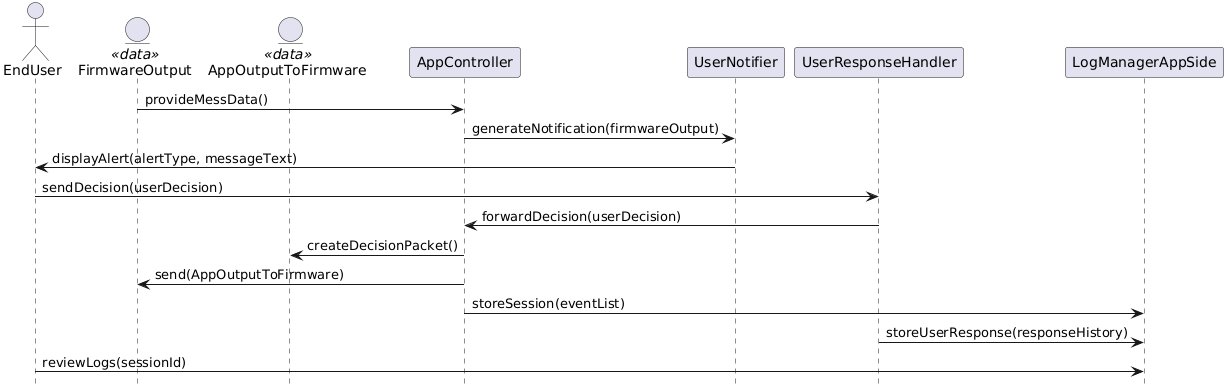 «data»
«data»
EndUser
FirmwareOutput
AppOutputToFirmware
AppController
UserNotifier
UserResponseHandler
LogManagerAppSide
provideMessData()
generateNotification(firmwareOutput)
displayAlert(alertType, messageText)
sendDecision(userDecision)
forwardDecision(userDecision)
createDecisionPacket()
send(AppOutputToFirmware)
storeSession(eventList)
storeUserResponse(responseHistory)
reviewLogs(sessionId)